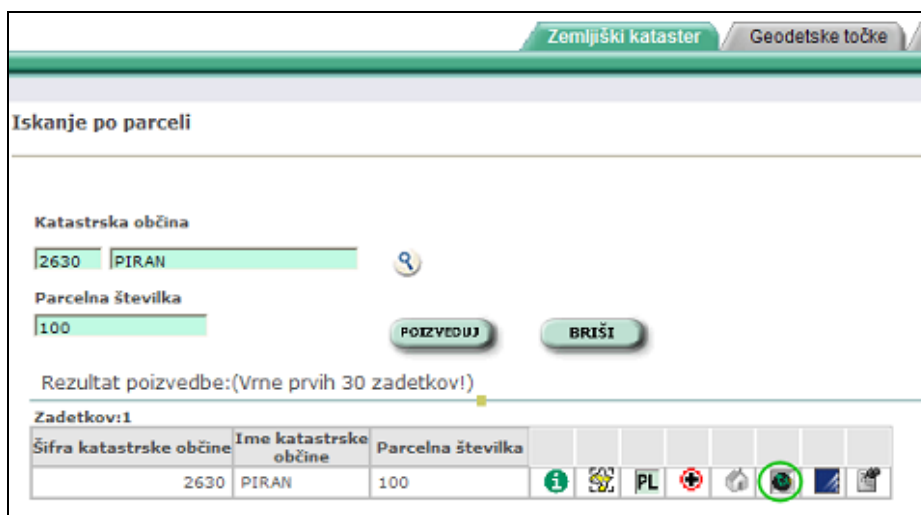 Zemljiški kataster Geodetske točke
Iskanje po parceli
Katastrska občina
2630 PIRAN
Parcelna številka
100 POIZVEDUJ BRIŠI
Rezultat poizvedbe:(Vrne prvih 30 zadetkov!)
Zadetkov:1
Šifra katastrske občine Ime katastrske občine Parcelna številka
2630 PIRAN 100 i PL